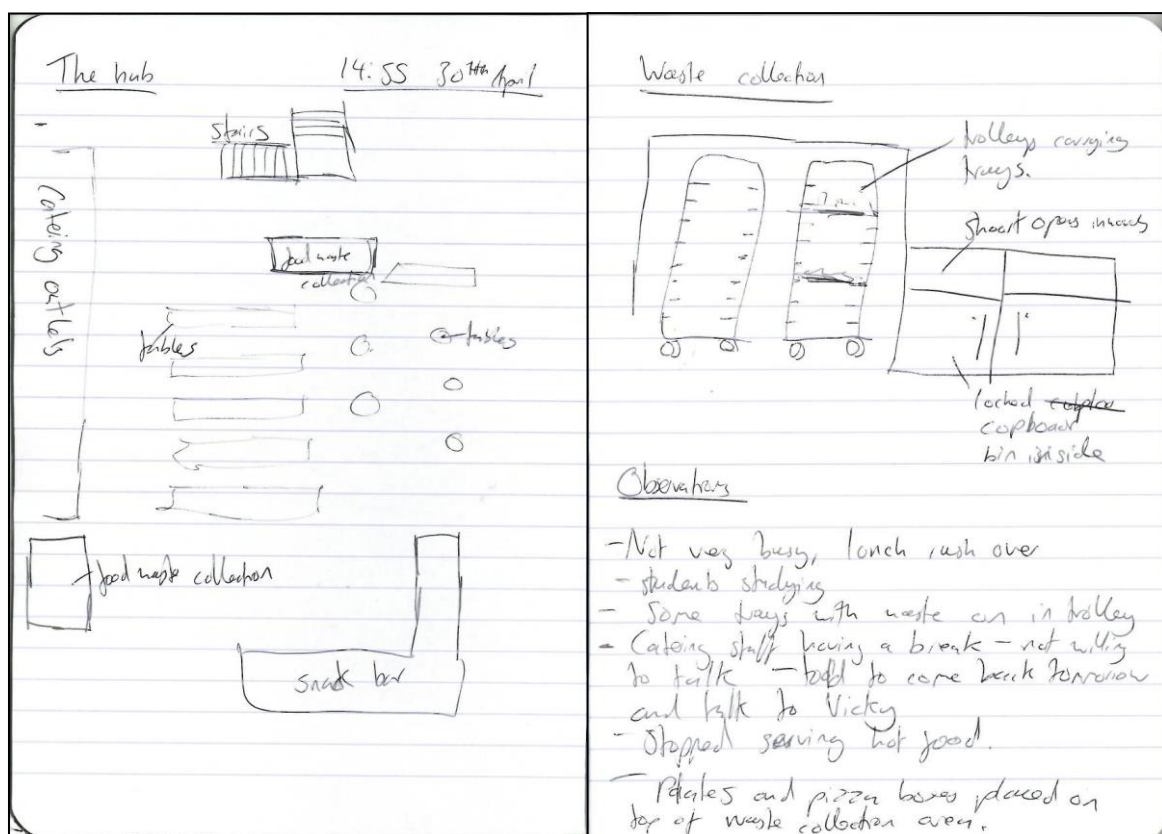 The hub 14:55 30th April
stairs
Catering outlets
food waste
collection
tables
tables
food waste collection
snack bar
Waste collection
trolleys carrying
trays.
opens inwards
locked
cupboard
bin inside
Observations
- Not very busy, lunch rush over
- students studying
- Some trays with waste on in trolley
- Catering staff having a break - not willing
to talk - told to come back tomorrow
and talk to Vicky
- Stopped serving hot food.
- Plates and pizza boxes placed on
top of waste collection area.